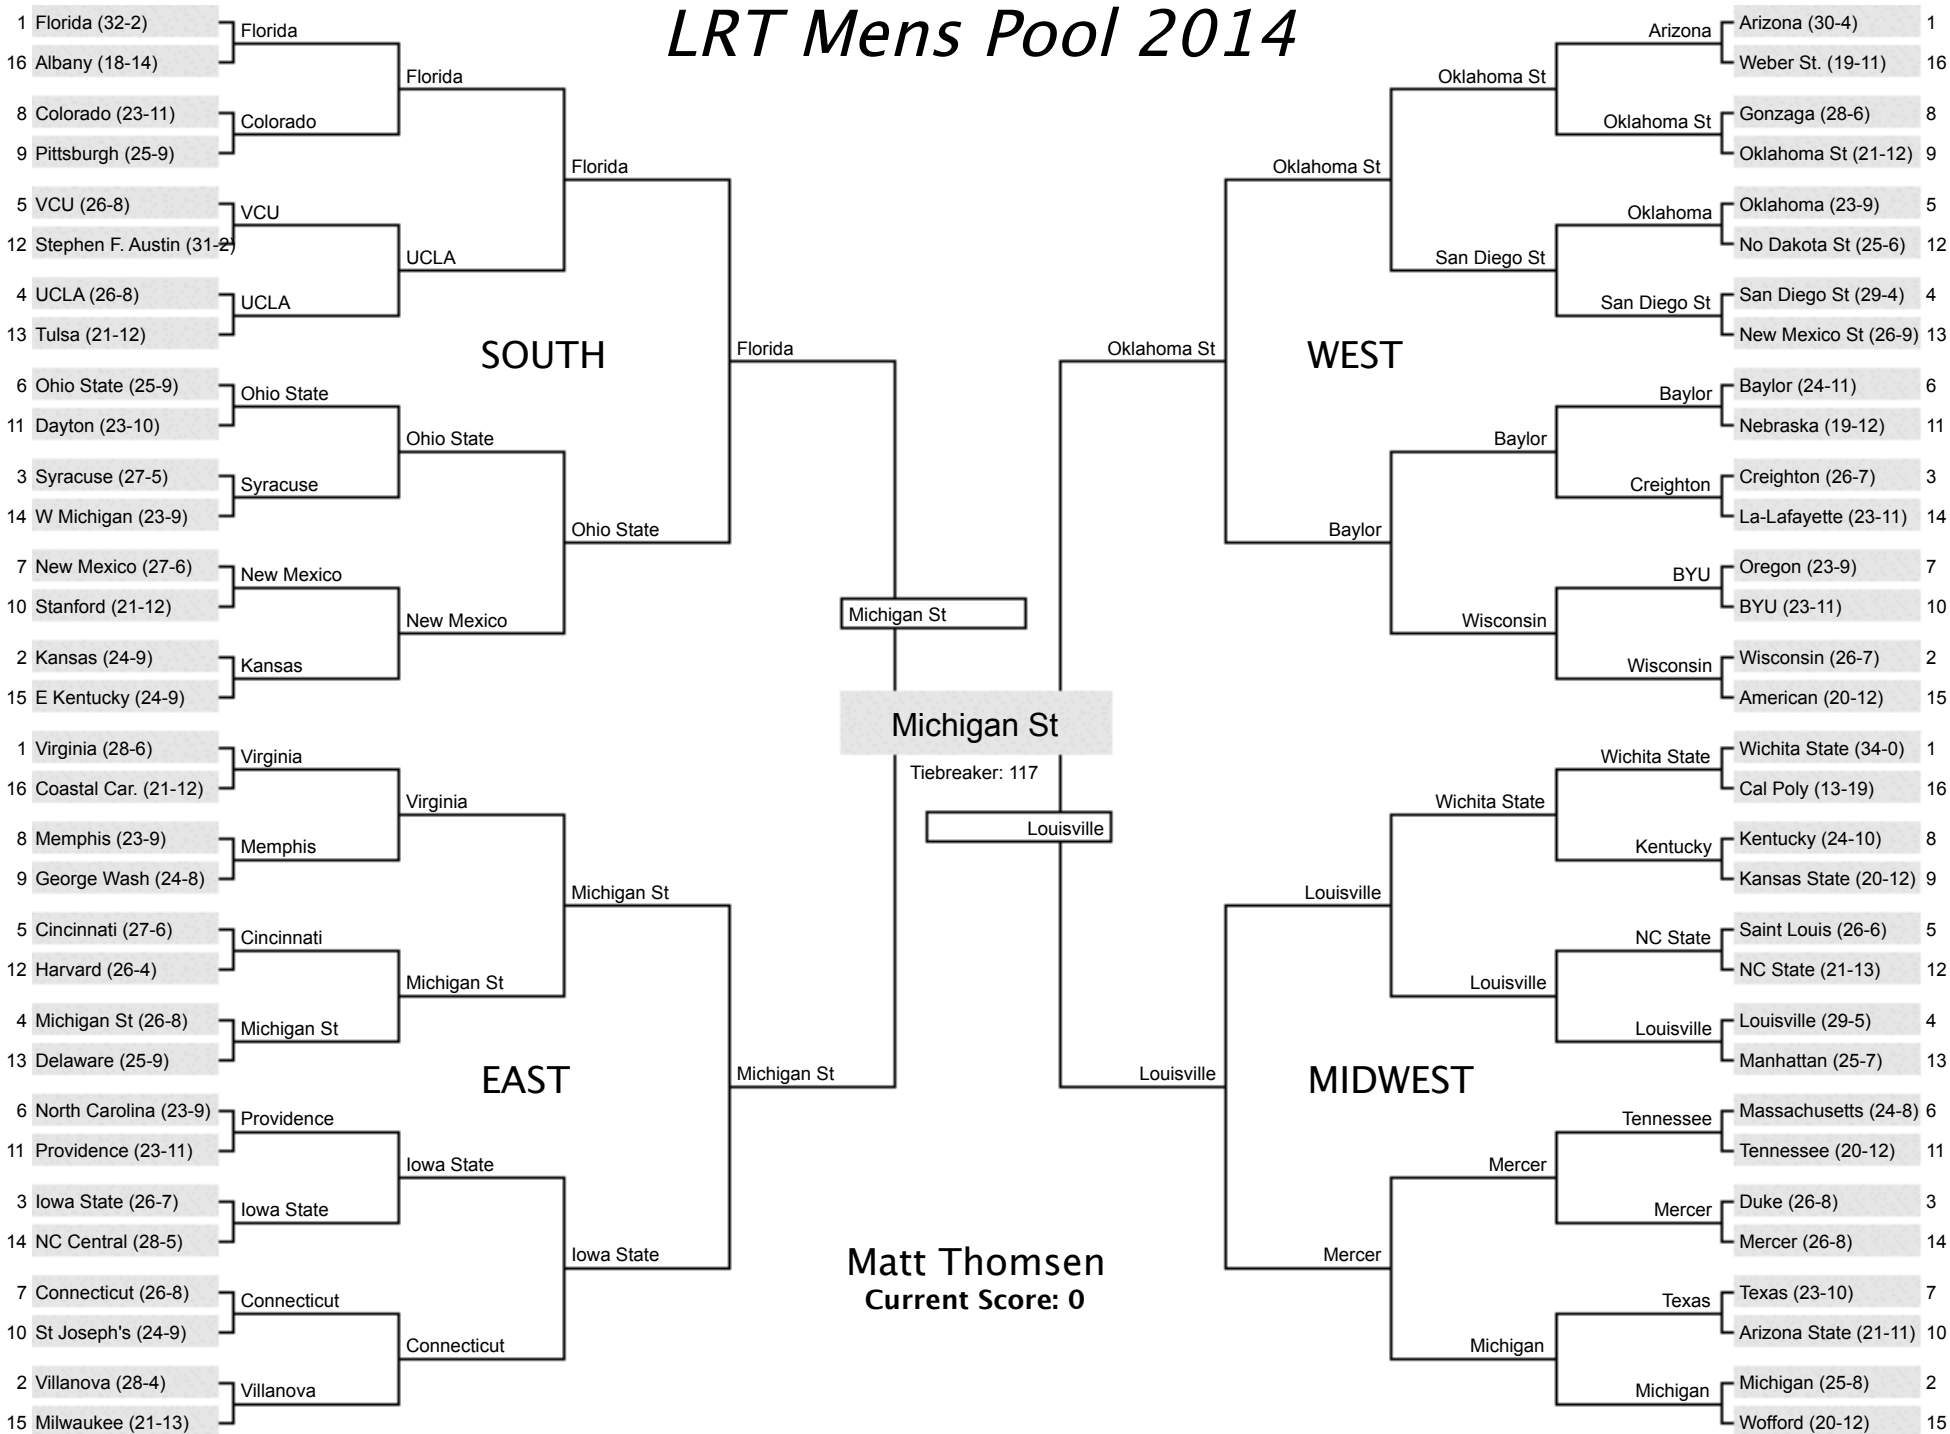 LRT Mens Pool 2014
1 Florida (32-2)
16 Albany (18-14)
8 Colorado (23-11)
9 Pittsburgh (25-9)
5 VCU (26-8)
12 Stephen F. Austin (31-2)
4 UCLA (26-8)
13 Tulsa (21-12)
6 Ohio State (25-9)
11 Dayton (23-10)
3 Syracuse (27-5)
14 W Michigan (23-9)
7 New Mexico (27-6)
10 Stanford (21-12)
2 Kansas (24-9)
15 E Kentucky (24-9)
Florida
Colorado
VCU
UCLA
Ohio State
Syracuse
New Mexico
Kansas
Florida
UCLA
Ohio State
New Mexico
Florida
Ohio State
Florida
SOUTH
1 Virginia (28-6)
16 Coastal Car. (21-12)
8 Memphis (23-9)
9 George Wash (24-8)
5 Cincinnati (27-6)
12 Harvard (26-4)
4 Michigan St (26-8)
13 Delaware (25-9)
6 North Carolina (23-9)
11 Providence (23-11)
3 Iowa State (26-7)
14 NC Central (28-5)
7 Connecticut (26-8)
10 St Joseph's (24-9)
2 Villanova (28-4)
15 Milwaukee (21-13)
Virginia
Memphis
Cincinnati
Michigan St
Providence
Iowa State
Connecticut
Villanova
Virginia
Michigan St
Iowa State
Connecticut
Michigan St
Iowa State
Michigan St
EAST
Michigan St
Michigan St
Tiebreaker: 117
Louisville
Matt Thomsen
Current Score: 0
Arizona (30-4) 1
Weber St. (19-11) 16
Gonzaga (28-6) 8
Oklahoma St (21-12) 9
Oklahoma (23-9) 5
No Dakota St (25-6) 12
San Diego St (29-4) 4
New Mexico St (26-9) 13
Baylor (24-11) 6
Nebraska (19-12) 11
Creighton (26-7) 3
La-Lafayette (23-11) 14
Oregon (23-9) 7
BYU (23-11) 10
Wisconsin (26-7) 2
American (20-12) 15
Arizona
Oklahoma St
Oklahoma
San Diego St
Baylor
Creighton
BYU
Wisconsin
Oklahoma St
San Diego St
Baylor
Wisconsin
Oklahoma St
Baylor
Oklahoma St
WEST
Wichita State (34-0) 1
Cal Poly (13-19) 16
Kentucky (24-10) 8
Kansas State (20-12) 9
Saint Louis (26-6) 5
NC State (21-13) 12
Louisville (29-5) 4
Manhattan (25-7) 13
Massachusetts (24-8) 6
Tennessee (20-12) 11
Duke (26-8) 3
Mercer (26-8) 14
Texas (23-10) 7
Arizona State (21-11) 10
Michigan (25-8) 2
Wofford (20-12) 15
Wichita State
Kentucky
NC State
Louisville
Tennessee
Mercer
Texas
Michigan
Wichita State
Louisville
Mercer
Michigan
Louisville
Mercer
Louisville
MIDWEST